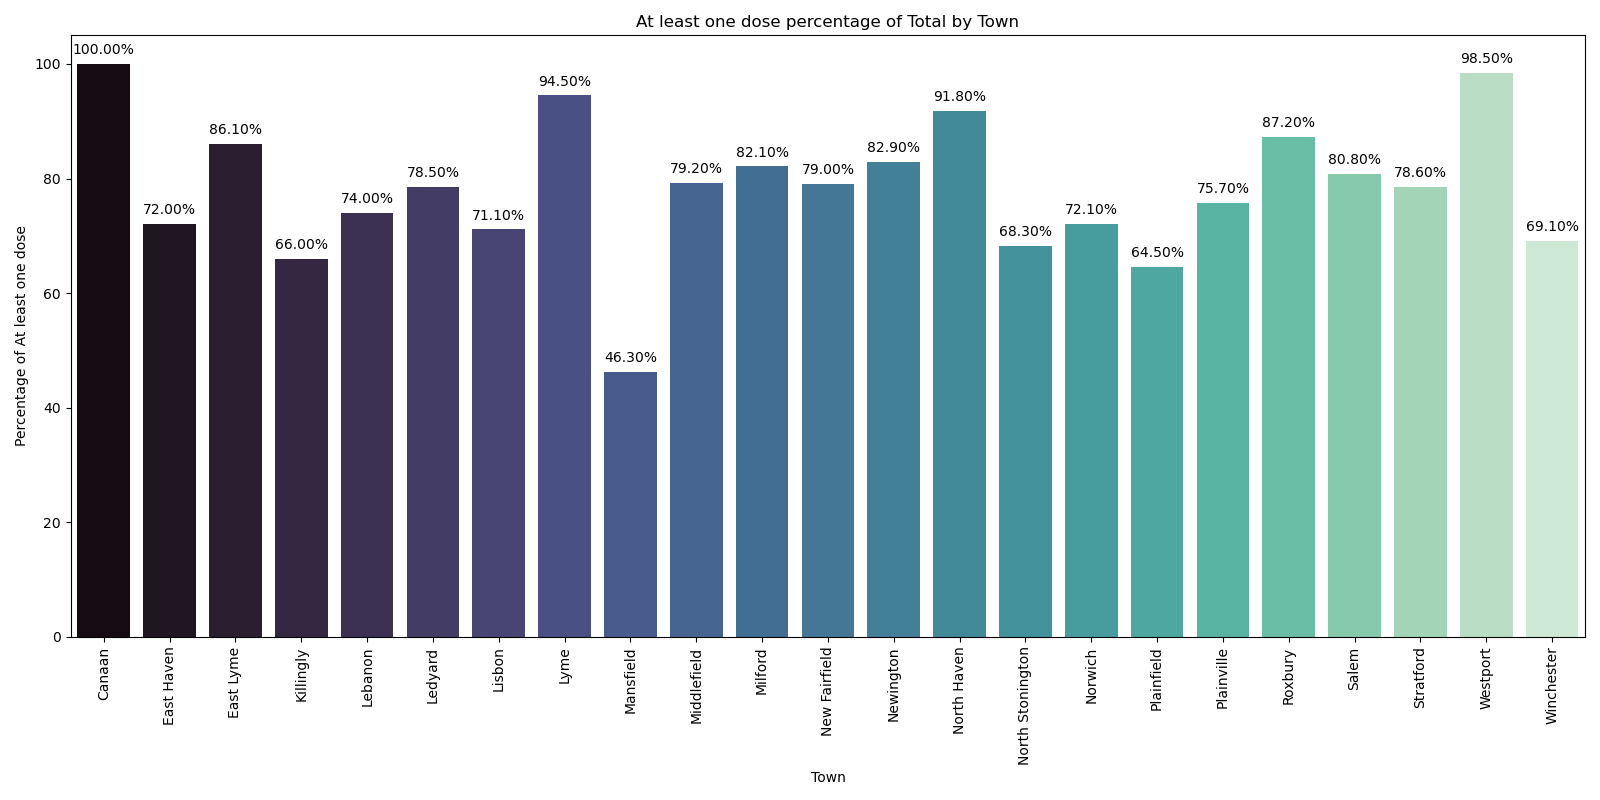 At least one dose percentage of Total by Town
Percentage of At least one dose
100
80
60
40
20
0
100.00%
72.00%
86.10%
66.00%
74.00%
78.50%
71.10%
94.50%
46.30%
79.20%
82.10%
79.00%
82.90%
91.80%
68.30%
72.10%
64.50%
75.70%
87.20%
80.80%
78.60%
98.50%
69.10%
Canaan
East Haven
East Lyme
Killingly
Lebanon
Ledyard
Lisbon
Lyme
Mansfield
Middlefield
Milford
New Fairfield
Newington
North Haven
North Stonington
Norwich
Plainfield
Plainville
Roxbury
Salem
Stratford
Westport
Winchester
Town